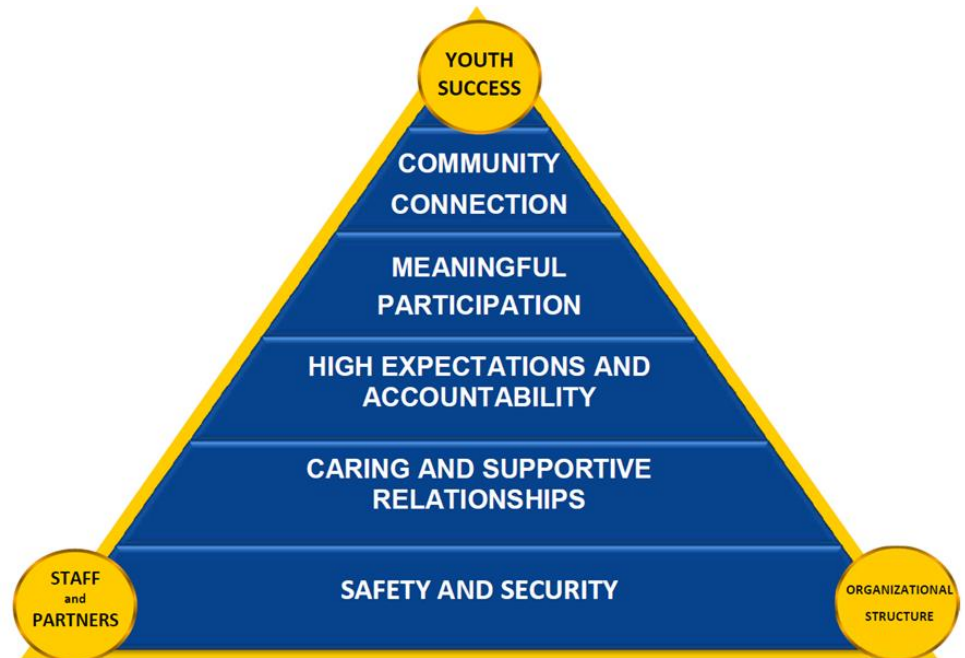 YOUTH
SUCCESS
COMMUNITY
CONNECTION
MEANINGFUL
PARTICIPATION
HIGH EXPECTATIONS AND
ACCOUNTABILITY
CARING AND SUPPORTIVE
RELATIONSHIPS
SAFETY AND SECURITY
STAFF
and
PARTNERS
ORGANIZATIONAL
STRUCTURE